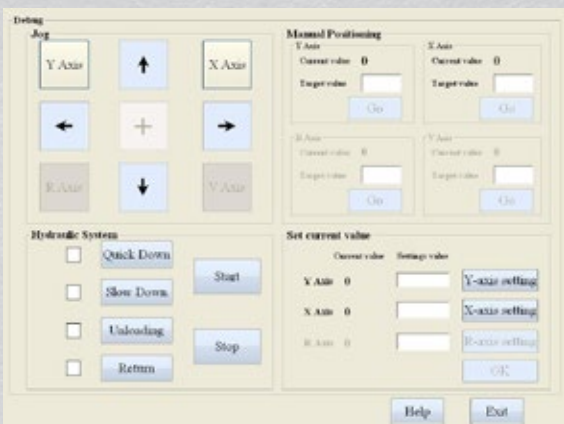 Debug
Jog
Y Axis
X Axis
R Axis
V Axis
Manual Positioning
Y Axis
Current value 0
Target value
Go
X Axis
Current value 0
Target value
Go
R Axis
Current value 0
Target value
Go
V Axis
Current value 0
Target value
Go
Hydraulic System
Quick Down
Slow Down
Unloading
Return
Start
Stop
Set current value
Current value Settings value
Y Axis 0
Y-axis setting
X Axis 0
X-axis setting
R Axis 0
R-axis setting
OK
Help
Exit